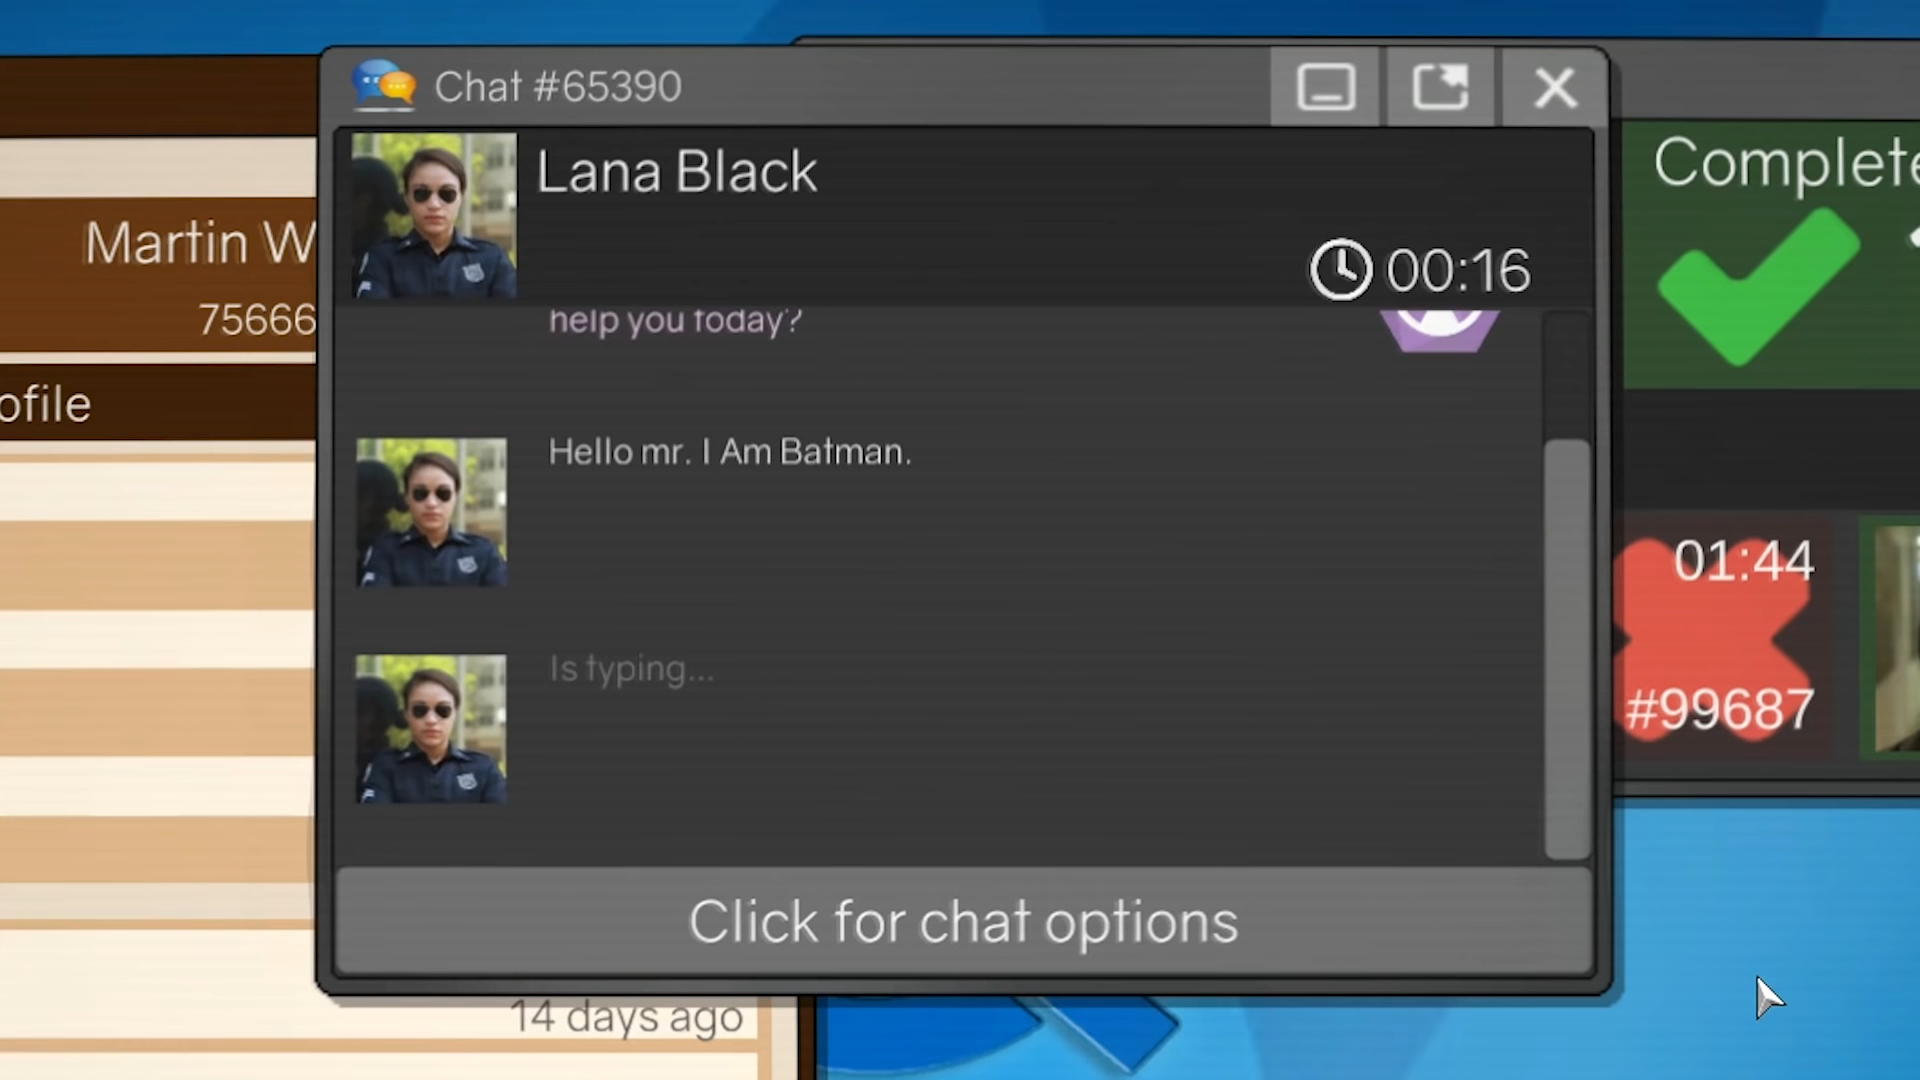 Chat #65390
Lana Black
00:16
help you today?
Hello mr. I Am Batman.
Is typing...
Click for chat options
Martin W
75666
ofile
14 days ago
Complete
01:44
#99687